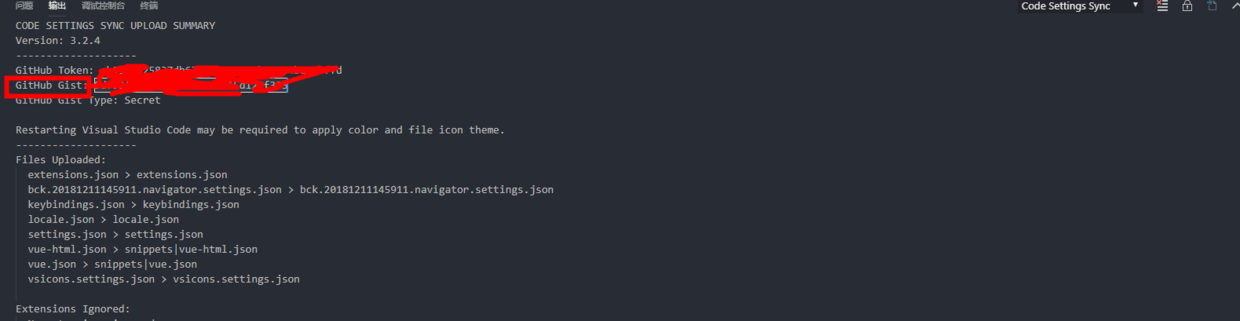 问题 输出 调试控制台 终端 Code Settings Sync
CODE SETTINGS SYNC UPLOAD SUMMARY
Version: 3.2.4
--------------------
GitHub Token:
GitHub Gist:
GitHub Gist Type: Secret
Restarting Visual Studio Code may be required to apply color and file icon theme.
--------------------
Files Uploaded:
extensions.json > extensions.json
bck.20181211145911.navigator.settings.json > bck.20181211145911.navigator.settings.json
keybindings.json > keybindings.json
locale.json > locale.json
settings.json > settings.json
vue-html.json > snippets|vue-html.json
vue.json > snippets|vue.json
vsicons.settings.json > vsicons.settings.json
Extensions Ignored: